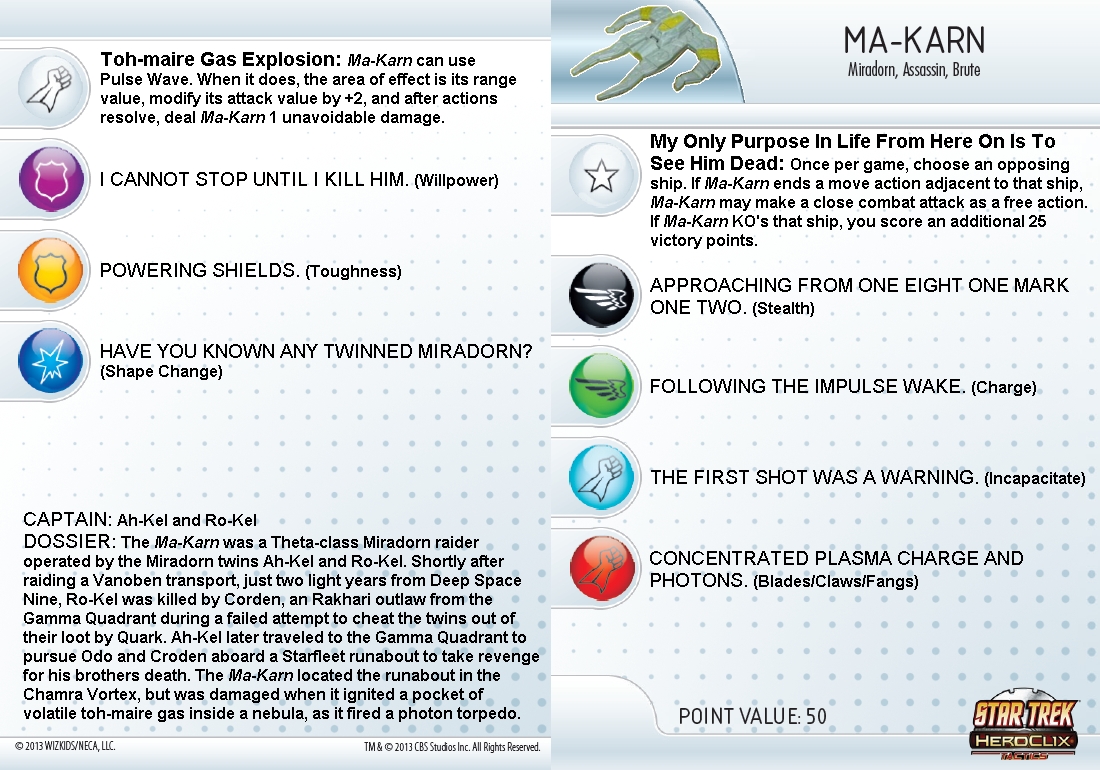 Toh-maire Gas Explosion: Ma-Karn can use
Pulse Wave. When it does, the area of effect is its range
value, modify its attack value by +2, and after actions
resolve, deal Ma-Karn 1 unavoidable damage.
I CANNOT STOP UNTIL I KILL HIM. (Willpower)
POWERING SHIELDS. (Toughness)
HAVE YOU KNOWN ANY TWINNED MIRADORN?
(Shape Change)
CAPTAIN: Ah-Kel and Ro-Kel
DOSSIER: The Ma-Karn was a Theta-class Miradorn raider
operated by the Miradorn twins Ah-Kel and Ro-Kel. Shortly after
raiding a Vanoben transport, just two light years from Deep Space
Nine, Ro-Kel was killed by Corden, an Rakhari outlaw from the
Gamma Quadrant during a failed attempt to cheat the twins out of
their loot by Quark. Ah-Kel later traveled to the Gamma Quadrant to
pursue Odo and Croden aboard a Starfleet runabout to take revenge
for his brothers death. The Ma-Karn located the runabout in the
Chamra Vortex, but was damaged when it ignited a pocket of
volatile toh-maire gas inside a nebula, as it fired a photon torpedo.
© 2013 WIZKIDS/NECA, LLC.
TM & © 2013 CBS Studios Inc. All Rights Reserved.
MA-KARN
Miradorn, Assassin, Brute
My Only Purpose In Life From Here On Is To
See Him Dead: Once per game, choose an opposing
ship. If Ma-Karn ends a move action adjacent to that ship,
Ma-Karn may make a close combat attack as a free action.
If Ma-Karn KO's that ship, you score an additional 25
victory points.
APPROACHING FROM ONE EIGHT ONE MARK
ONE TWO. (Stealth)
FOLLOWING THE IMPULSE WAKE. (Charge)
THE FIRST SHOT WAS A WARNING. (Incapacitate)
CONCENTRATED PLASMA CHARGE AND
PHOTONS. (Blades/Claws/Fangs)
POINT VALUE: 50
STAR TREK
HEROCLIX
TACTICS